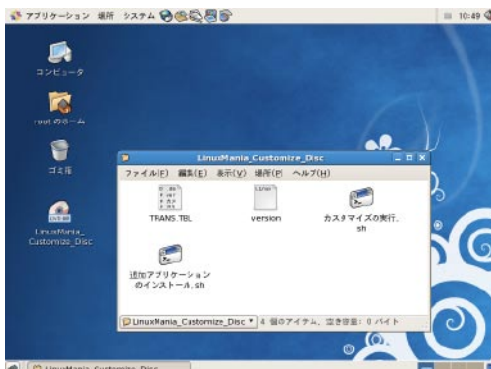 アプリケーション 場所 システム
10:49
コンピュータ
root のホーム
ゴミ箱
LinuxMania_
Customize_Disc
LinuxMania_Customize_Disc
ファイル(F) 編集(E) 表示(V) 場所(P) ヘルプ(H)
TRANS.TBL
version
カスタマイズの実行.
sh
追加アプリケーション
のインストール.sh
LinuxMania_Customize_Disc
4 個のアイテム、空き容量: 0 バイト
LinuxMania_Customize_Disc